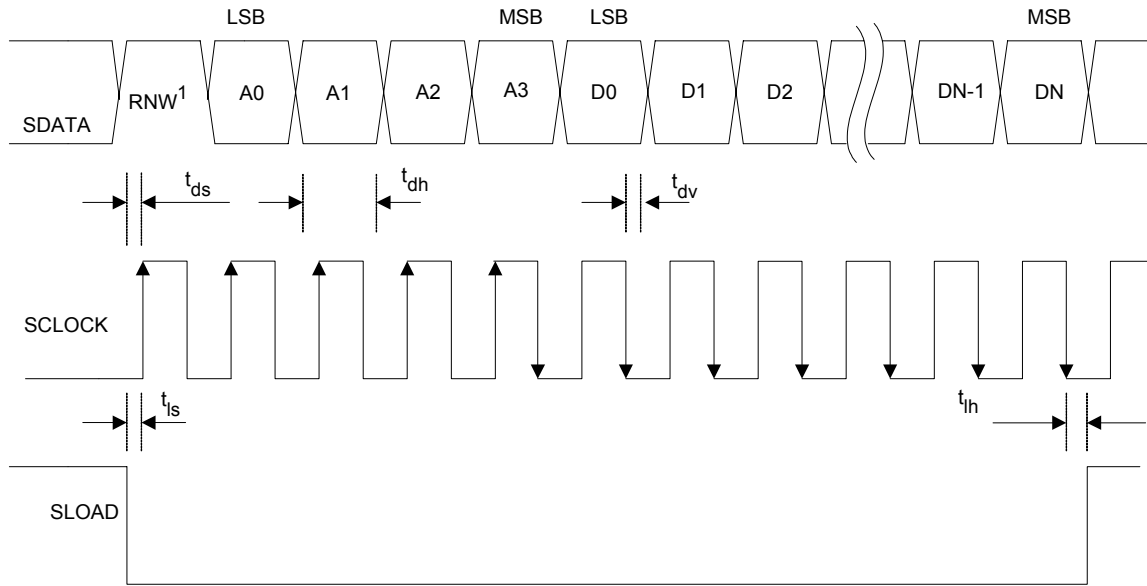 LSB MSB LSB MSB
SDATA RNW1 A0 A1 A2 A3 D0 D1 D2 DN-1 DN
tds tdh tdv
SCLOCK
tls tlh
SLOAD